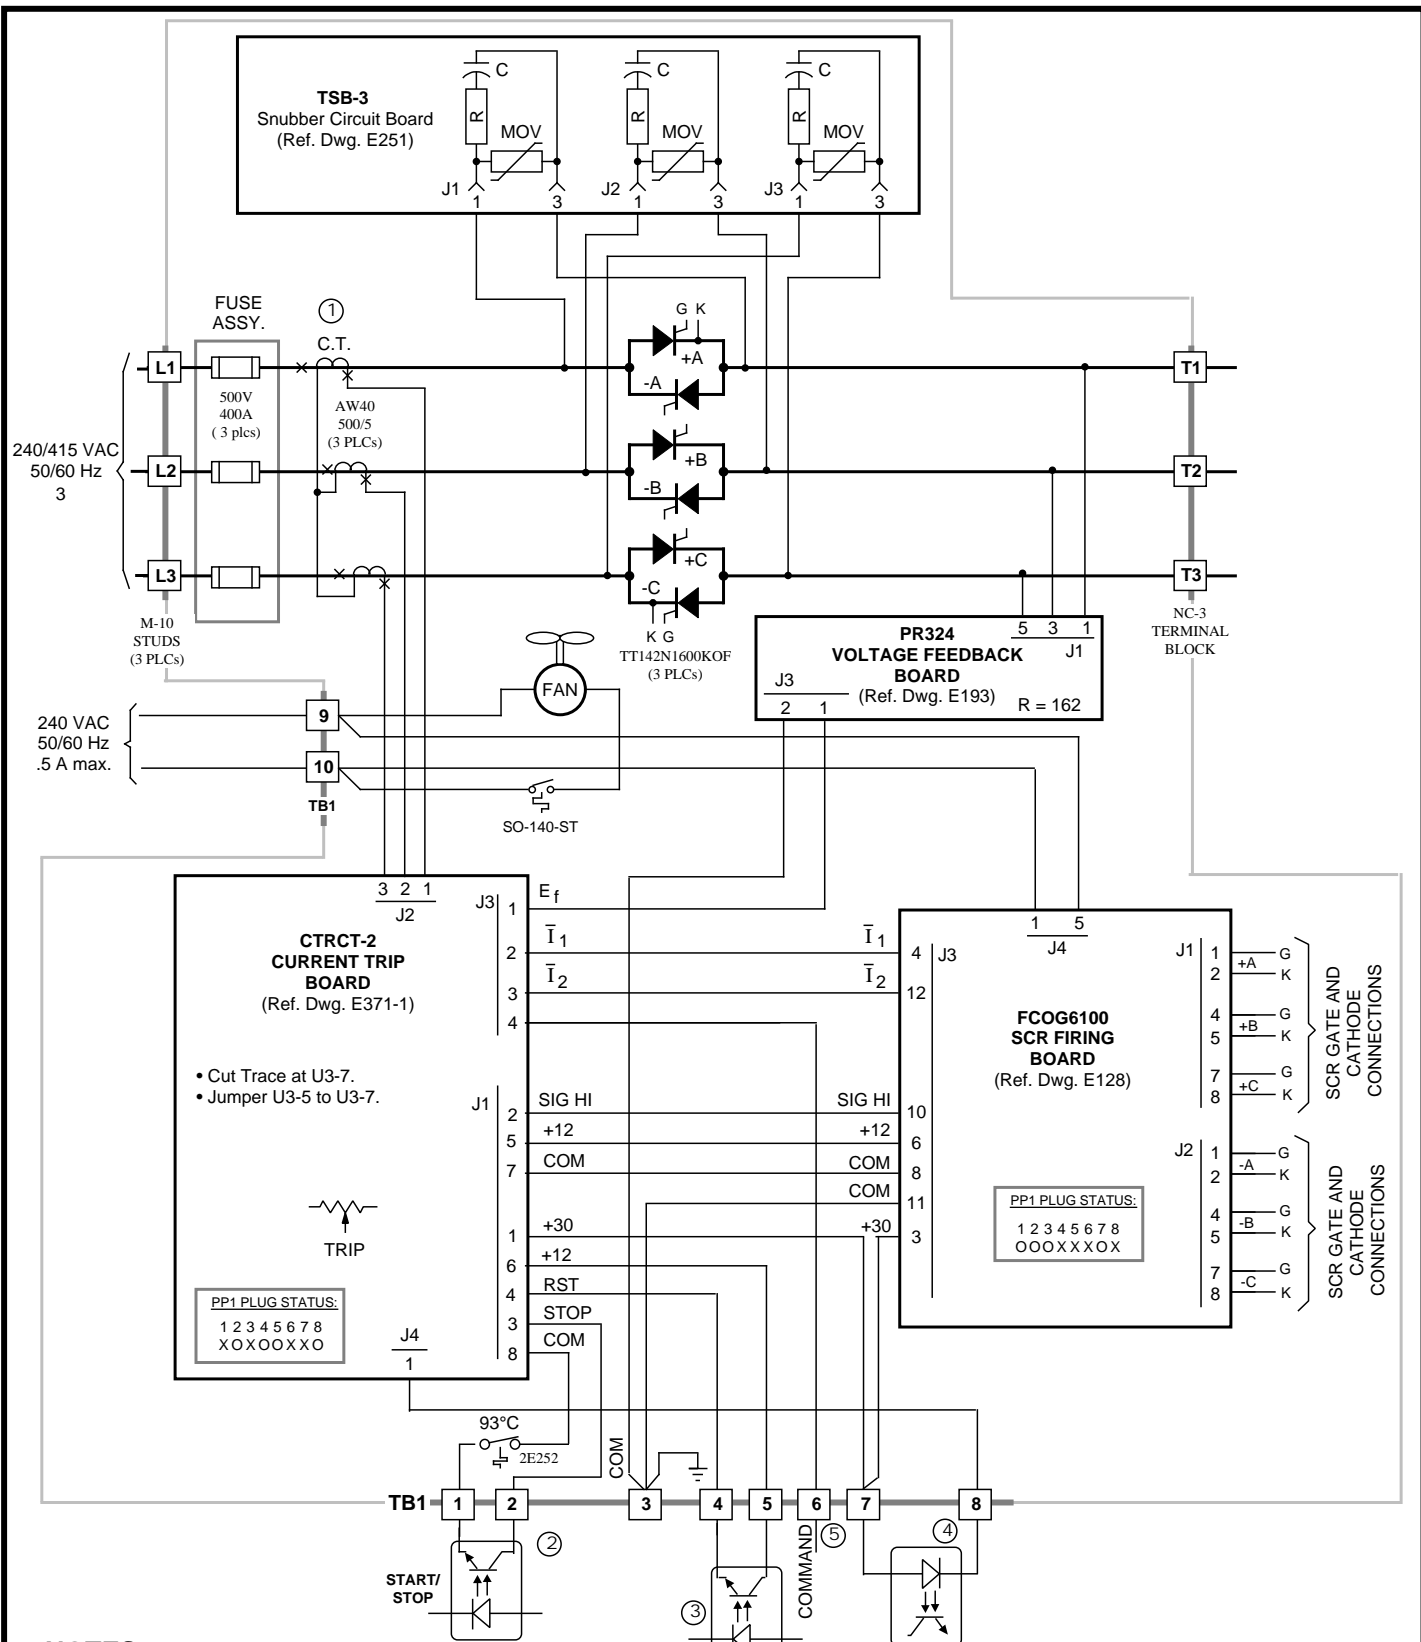 TSB-3
Snubber Circuit Board
(Ref. Dwg. E251)
C
R
MOV
J1
1
3
C
R
MOV
J2
1
3
C
R
MOV
J3
1
3
FUSE
ASSY.
1
C.T.
G K
+A
-A
L1
500V
400A
( 3 plcs)
AW40
500/5
(3 PLCs)
T1
240/415 VAC
50/60 Hz
3
L2
+B
-B
T2
L3
+C
-C
T3
M-10
STUDS
(3 PLCs)
K G
TT142N1600KOF
(3 PLCs)
NC-3
TERMINAL
BLOCK
PR324
VOLTAGE FEEDBACK
BOARD
(Ref. Dwg. E193)
5 3 1
J1
J3
2 1
R = 162
FAN
240 VAC
50/60 Hz
.5 A max.
9
10
TB1
SO-140-ST
3 2 1
J2
CTRCT-2
CURRENT TRIP
BOARD
(Ref. Dwg. E371-1)
• Cut Trace at U3-7.
• Jumper U3-5 to U3-7.
TRIP
PP1 PLUG STATUS:
1 2 3 4 5 6 7 8
X O X O O X X O
J4
1
J3
1 E f
2 I̅ 1
3 I̅ 2
4
J1
2 SIG HI
5 +12
7 COM
1 +30
6 +12
4 RST
3 STOP
8 COM
1 5
J4
FCOG6100
SCR FIRING
BOARD
(Ref. Dwg. E128)
J3
I̅ 1 4
I̅ 2 12
SIG HI 10
+12 6
COM 8
COM 11
+30 3
PP1 PLUG STATUS:
1 2 3 4 5 6 7 8
O O O X X X O X
J1
1 G
+A
2 K
4 G
+B
5 K
7 G
+C
8 K
SCR GATE AND
CATHODE
CONNECTIONS
J2
1 G
-A
2 K
4 G
-B
5 K
7 G
-C
8 K
SCR GATE AND
CATHODE
CONNECTIONS
93°C
2E252
COM
TB1
1
2
3
4
5
6
7
8
2
START/
STOP
3
COMMAND
5
4